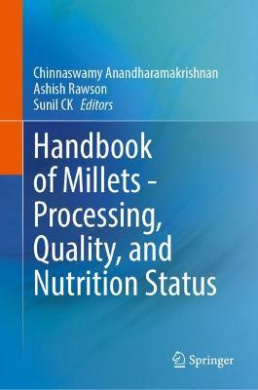 Chinnaswamy Anandharamakrishnan
Ashish Rawson
Sunil CK Editors
Handbook
of Millets -
Processing,
Quality, and
Nutrition Status
Springer